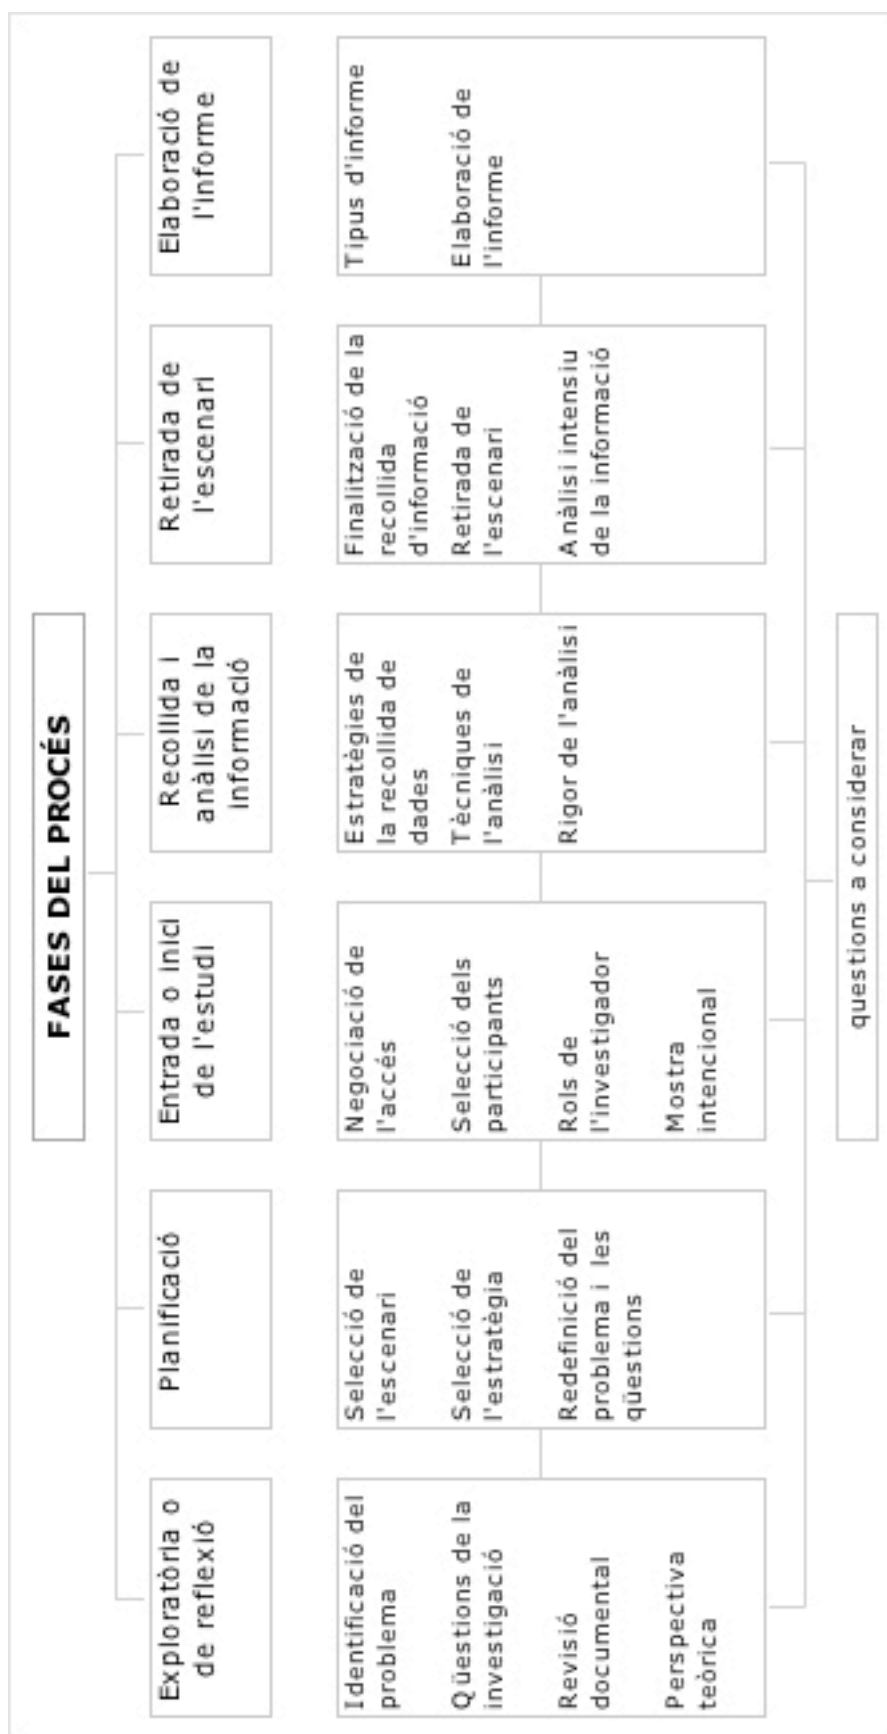 FASES DEL PROCÉS
Exploratòria o
de reflexió
Planificació
Entrada o inici
de l'estudi
Recollida i
anàlisi de la
informació
Retirada de
l'escenari
Elaboració de
l'informe
Identificació del
problema
Qüestions de la
investigació
Revisió
documental
Perspectiva
teòrica
Selecció de
l'escenari
Selecció de
l'estratègia
Redefinició del
problema i les
qüestions
Negociació de
l'accés
Selecció dels
participants
Rols de
l'investigador
Mostra
intencional
Estratègies de
la recollida de
dades
Tècniques de
l'anàlisi
Rigor de l'anàlisi
Finalització de la
recollida
d'informació
Retirada de
l'escenari
Anàlisi intensiu
de la informació
Tipus d'informe
Elaboració de
l'informe
questions a considerar